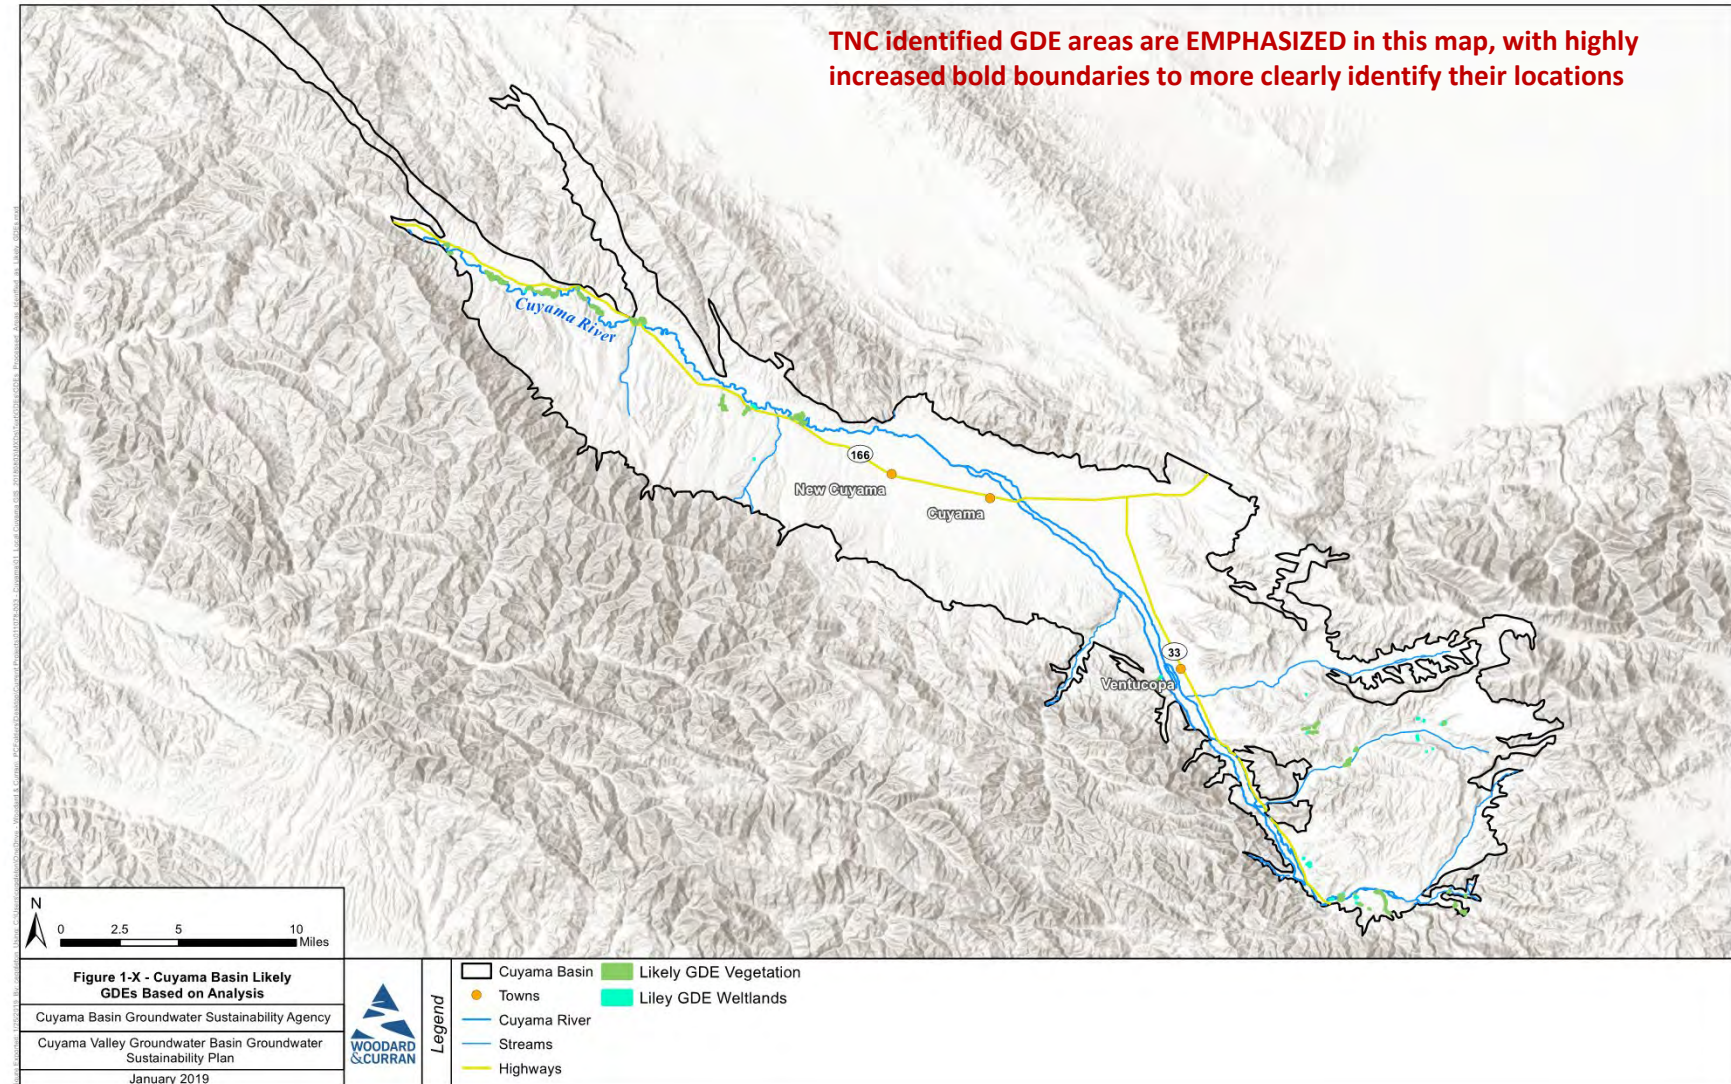 TNC identified GDE areas are EMPHASIZED in this map, with highly
increased bold boundaries to more clearly identify their locations
Cuyama River
166
New Cuyama
Cuyama
33
Ventucopa
N
0 2.5 5 10
Miles
Figure 1-X - Cuyama Basin Likely
GDEs Based on Analysis
Cuyama Basin Groundwater Sustainability Agency
Cuyama Valley Groundwater Basin Groundwater
Sustainability Plan
January 2019
WOODARD
&CURRAN
Legend
Cuyama Basin
Towns
Cuyama River
Streams
Highways
Likely GDE Vegetation
Liley GDE Weltlands